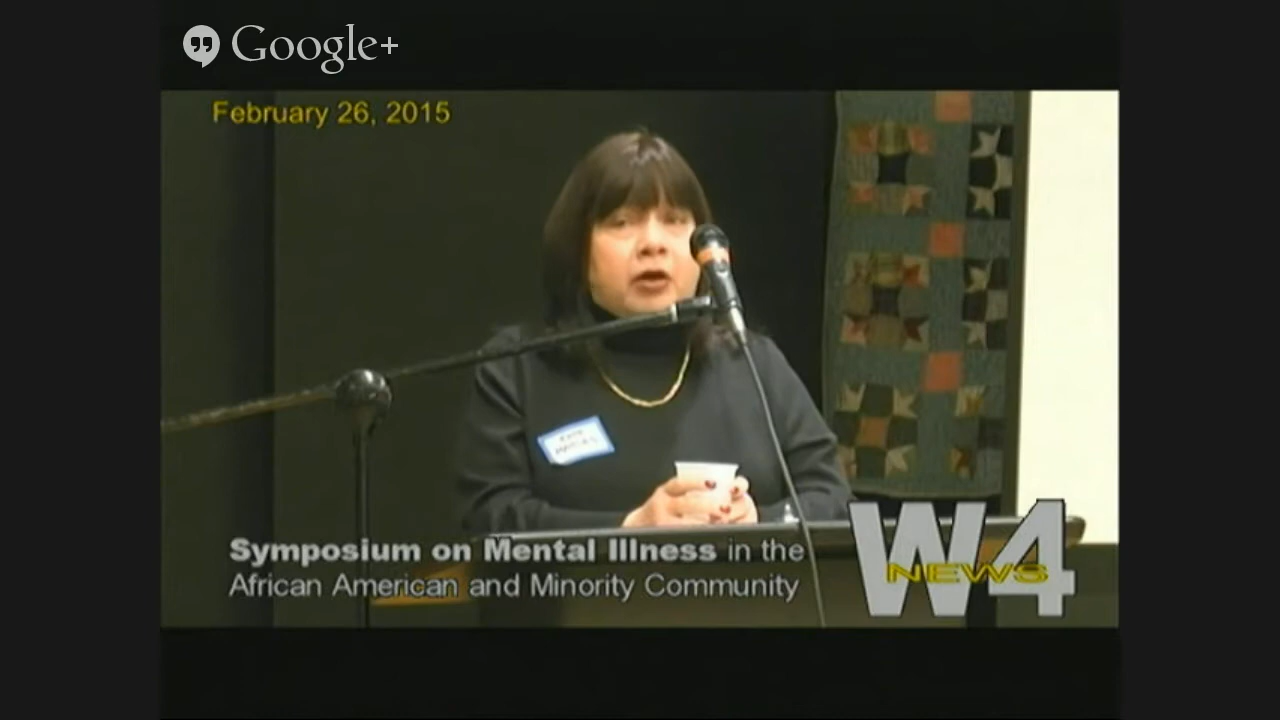 Google+
February 26, 2015
Symposium on Mental Illness in the
African American and Minority Community
W4
NEWS